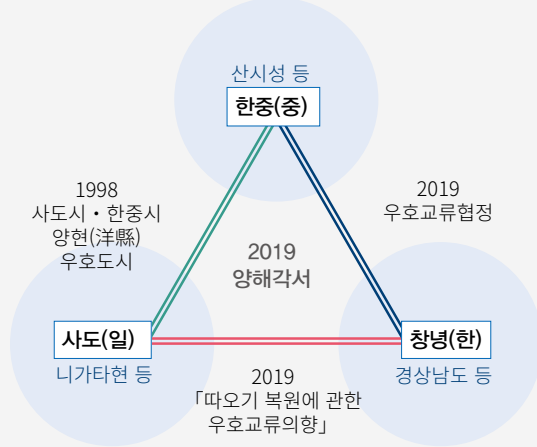 산시성 등
한중(중)
1998
사도시・한중시
양현(洋縣)
우호도시
2019
우호교류협정
2019
양해각서
사도(일)
니가타현 등
창녕(한)
경상남도 등
2019
「따오기 복원에 관한
우호교류의향」